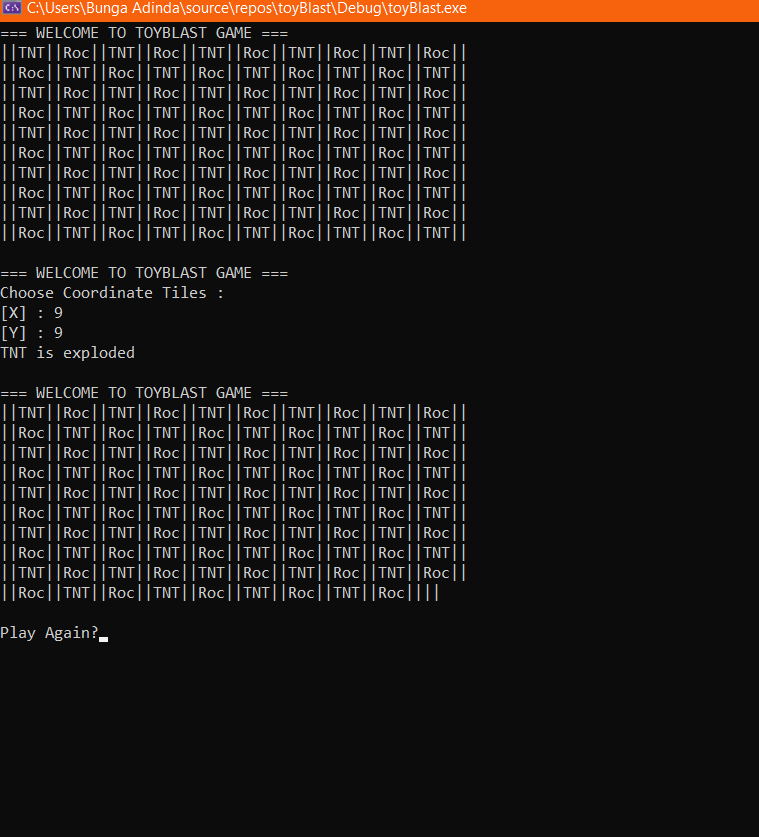 C:\Users\Bunga Adinda\source\repos\toyBlast\Debug\toyBlast.exe
=== WELCOME TO TOYBLAST GAME ===
||TNT||Roc||TNT||Roc||TNT||Roc||TNT||Roc||TNT||Roc||
||Roc||TNT||Roc||TNT||Roc||TNT||Roc||TNT||Roc||TNT||
||TNT||Roc||TNT||Roc||TNT||Roc||TNT||Roc||TNT||Roc||
||Roc||TNT||Roc||TNT||Roc||TNT||Roc||TNT||Roc||TNT||
||TNT||Roc||TNT||Roc||TNT||Roc||TNT||Roc||TNT||Roc||
||Roc||TNT||Roc||TNT||Roc||TNT||Roc||TNT||Roc||TNT||
||TNT||Roc||TNT||Roc||TNT||Roc||TNT||Roc||TNT||Roc||
||Roc||TNT||Roc||TNT||Roc||TNT||Roc||TNT||Roc||TNT||
||TNT||Roc||TNT||Roc||TNT||Roc||TNT||Roc||TNT||Roc||
||Roc||TNT||Roc||TNT||Roc||TNT||Roc||TNT||Roc||TNT||
=== WELCOME TO TOYBLAST GAME ===
Choose Coordinate Tiles :
[X] : 9
[Y] : 9
TNT is exploded
=== WELCOME TO TOYBLAST GAME ===
||TNT||Roc||TNT||Roc||TNT||Roc||TNT||Roc||TNT||Roc||
||Roc||TNT||Roc||TNT||Roc||TNT||Roc||TNT||Roc||TNT||
||TNT||Roc||TNT||Roc||TNT||Roc||TNT||Roc||TNT||Roc||
||Roc||TNT||Roc||TNT||Roc||TNT||Roc||TNT||Roc||TNT||
||TNT||Roc||TNT||Roc||TNT||Roc||TNT||Roc||TNT||Roc||
||Roc||TNT||Roc||TNT||Roc||TNT||Roc||TNT||Roc||TNT||
||TNT||Roc||TNT||Roc||TNT||Roc||TNT||Roc||TNT||Roc||
||Roc||TNT||Roc||TNT||Roc||TNT||Roc||TNT||Roc||TNT||
||TNT||Roc||TNT||Roc||TNT||Roc||TNT||Roc||TNT||Roc||
||Roc||TNT||Roc||TNT||Roc||TNT||Roc||TNT||Roc||||
Play Again?